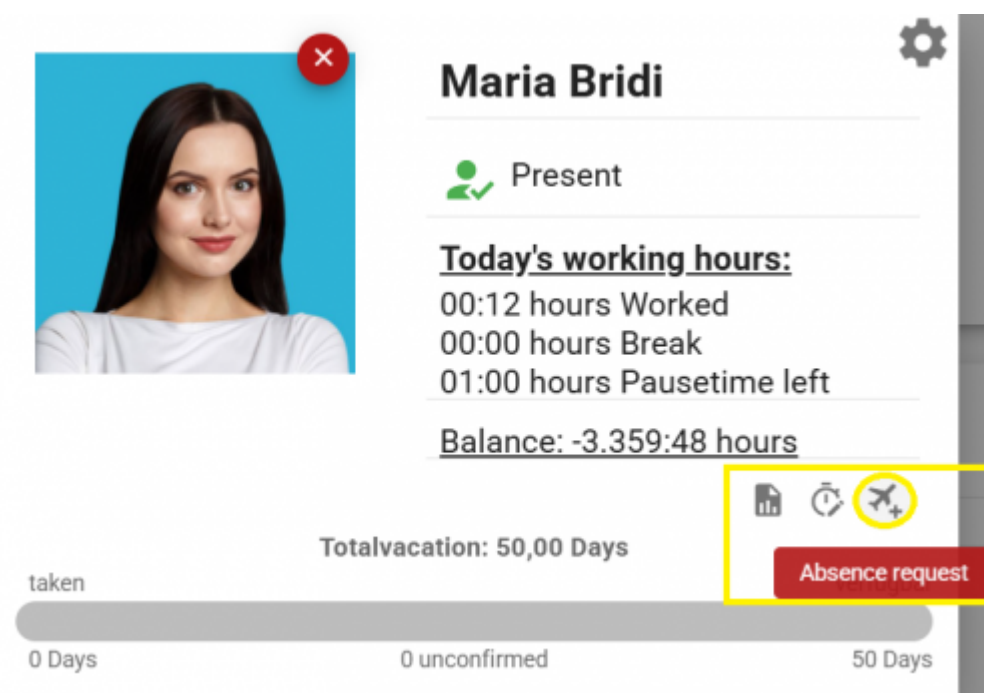 Maria Bridi
Present
Today's working hours:
00:12 hours Worked
00:00 hours Break
01:00 hours Pausetime left
Balance: -3.359:48 hours
Totalvacation: 50,00 Days
Absence request
taken
0 Days
0 unconfirmed
50 Days